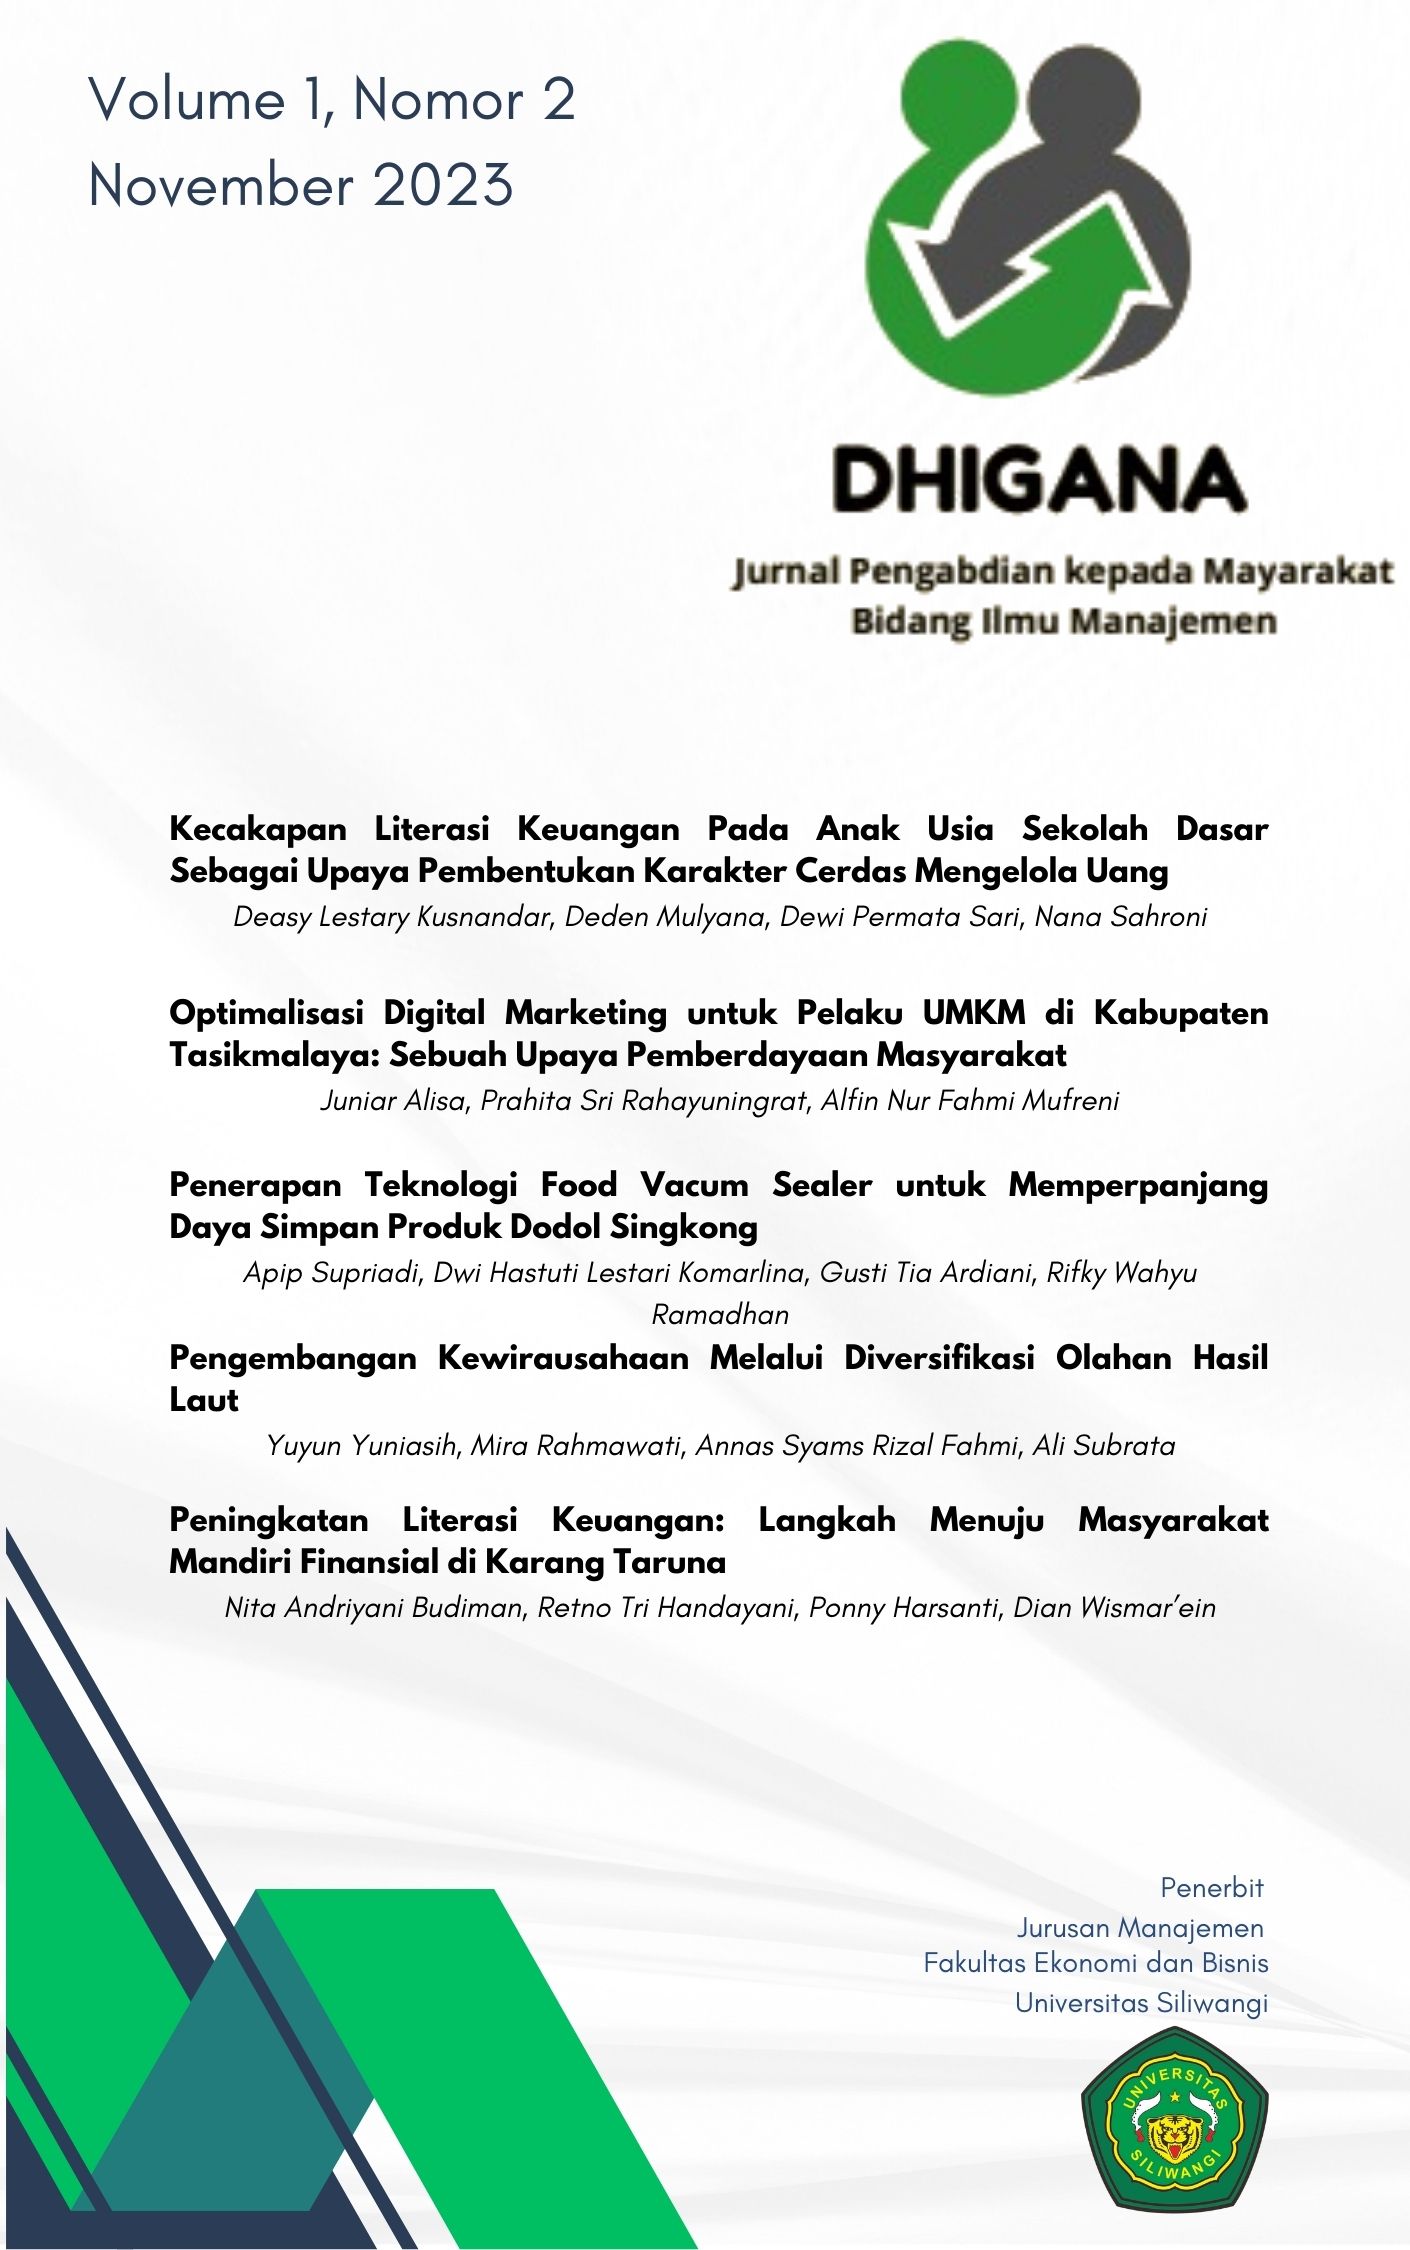 Volume 1, Nomor 2
November 2023
DHIGANA
Jurnal Pengabdian kepada Mayarakat
Bidang Ilmu Manajemen
Kecakapan Literasi Keuangan Pada Anak Usia Sekolah Dasar
Sebagai Upaya Pembentukan Karakter Cerdas Mengelola Uang
Deasy Lestary Kusnandar, Deden Mulyana, Dewi Permata Sari, Nana Sahroni
Optimalisasi Digital Marketing untuk Pelaku UMKM di Kabupaten
Tasikmalaya: Sebuah Upaya Pemberdayaan Masyarakat
Juniar Alisa, Prahita Sri Rahayuningrat, Alfin Nur Fahmi Mufreni
Penerapan Teknologi Food Vacum Sealer untuk Memperpanjang
Daya Simpan Produk Dodol Singkong
Apip Supriadi, Dwi Hastuti Lestari Komarlina, Gusti Tia Ardiani, Rifky Wahyu
Ramadhan
Pengembangan Kewirausahaan Melalui Diversifikasi Olahan Hasil
Laut
Yuyun Yuniasih, Mira Rahmawati, Annas Syams Rizal Fahmi, Ali Subrata
Peningkatan Literasi Keuangan: Langkah Menuju Masyarakat
Mandiri Finansial di Karang Taruna
Nita Andriyani Budiman, Retno Tri Handayani, Ponny Harsanti, Dian Wismar’ein
Penerbit
Jurusan Manajemen
Fakultas Ekonomi dan Bisnis
Universitas Siliwangi
UNIVERSITAS
SILIWANGI